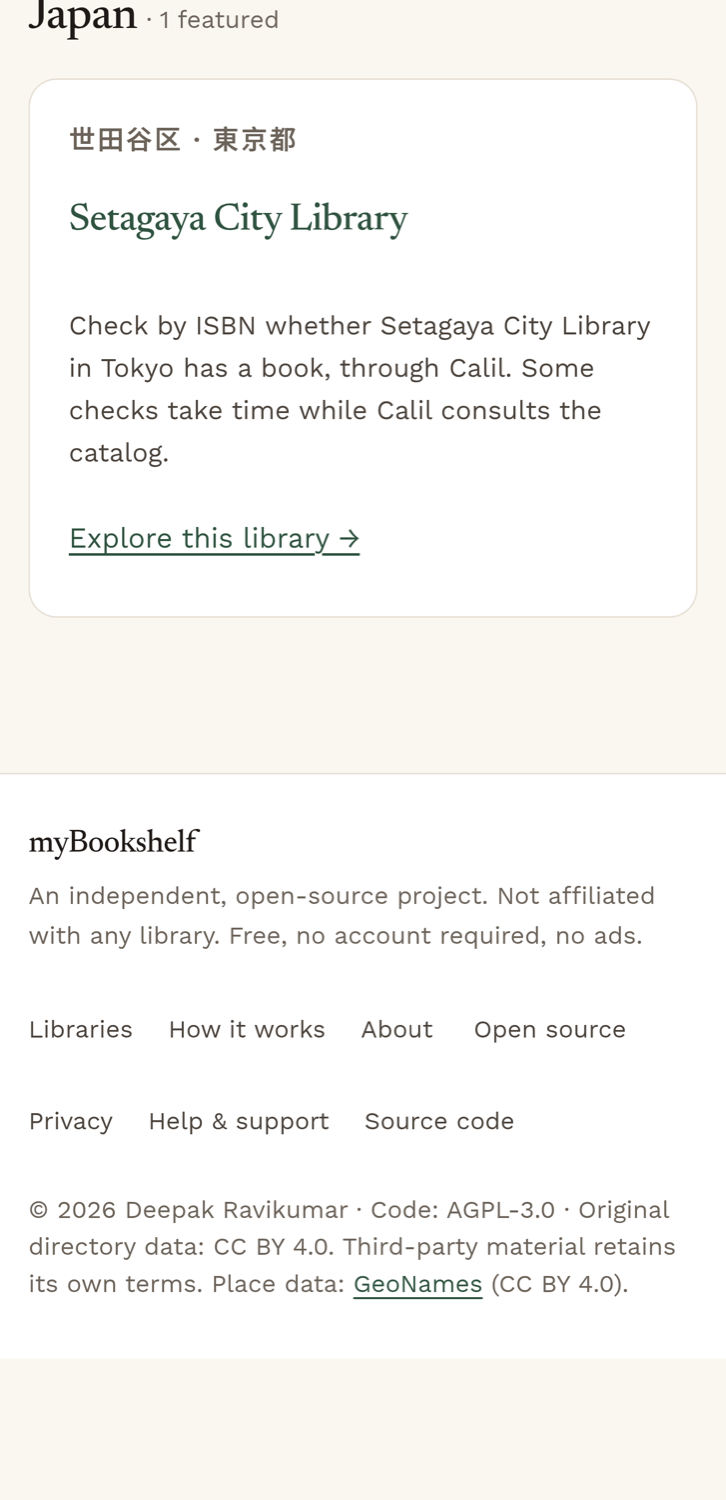 Japan · 1 featured
世田谷区 · 東京都
Setagaya City Library
Check by ISBN whether Setagaya City Library
in Tokyo has a book, through Calil. Some
checks take time while Calil consults the
catalog.
Explore this library →
myBookshelf
An independent, open-source project. Not affiliated
with any library. Free, no account required, no ads.
Libraries How it works About Open source
Privacy Help & support Source code
© 2026 Deepak Ravikumar · Code: AGPL-3.0 · Original
directory data: CC BY 4.0. Third-party material retains
its own terms. Place data: GeoNames (CC BY 4.0).